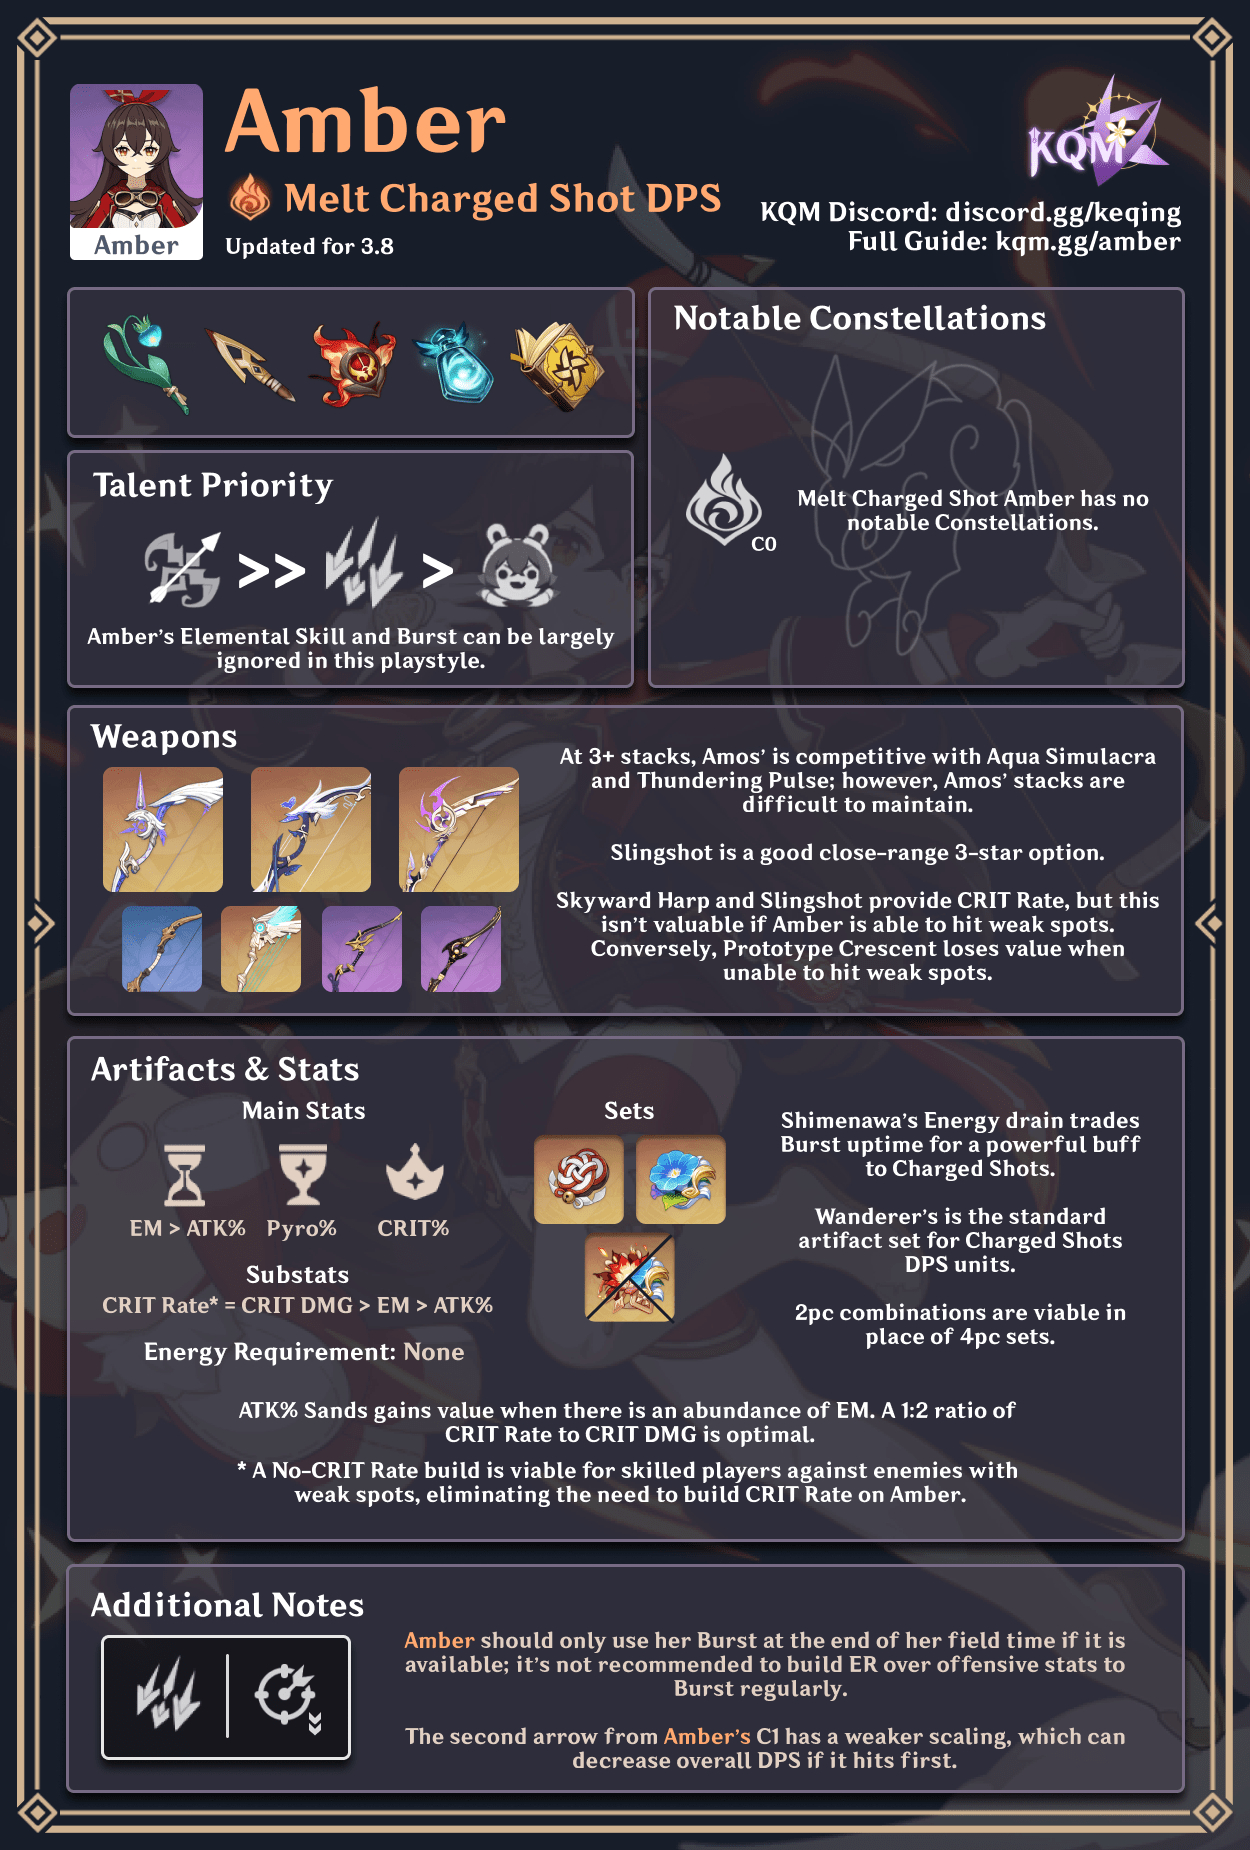 Amber
Amber
Melt Charged Shot DPS
Updated for 3.8
KQM
KQM Discord: discord.gg/keqing
Full Guide: kqm.gg/amber
Notable Constellations
C0
Melt Charged Shot Amber has no
notable Constellations.
Talent Priority
>> >
Amber's Elemental Skill and Burst can be largely
ignored in this playstyle.
Weapons
At 3+ stacks, Amos' is competitive with Aqua Simulacra
and Thundering Pulse; however, Amos' stacks are
difficult to maintain.
Slingshot is a good close-range 3-star option.
Skyward Harp and Slingshot provide CRIT Rate, but this
isn't valuable if Amber is able to hit weak spots.
Conversely, Prototype Crescent loses value when
unable to hit weak spots.
Artifacts & Stats
Main Stats
EM > ATK% Pyro% CRIT%
Substats
CRIT Rate* = CRIT DMG > EM > ATK%
Energy Requirement: None
Sets
Shimenawa's Energy drain trades
Burst uptime for a powerful buff
to Charged Shots.
Wanderer's is the standard
artifact set for Charged Shots
DPS units.
2pc combinations are viable in
place of 4pc sets.
ATK% Sands gains value when there is an abundance of EM. A 1:2 ratio of
CRIT Rate to CRIT DMG is optimal.
* A No-CRIT Rate build is viable for skilled players against enemies with
weak spots, eliminating the need to build CRIT Rate on Amber.
Additional Notes
Amber should only use her Burst at the end of her field time if it is
available; it's not recommended to build ER over offensive stats to
Burst regularly.
The second arrow from Amber's C1 has a weaker scaling, which can
decrease overall DPS if it hits first.